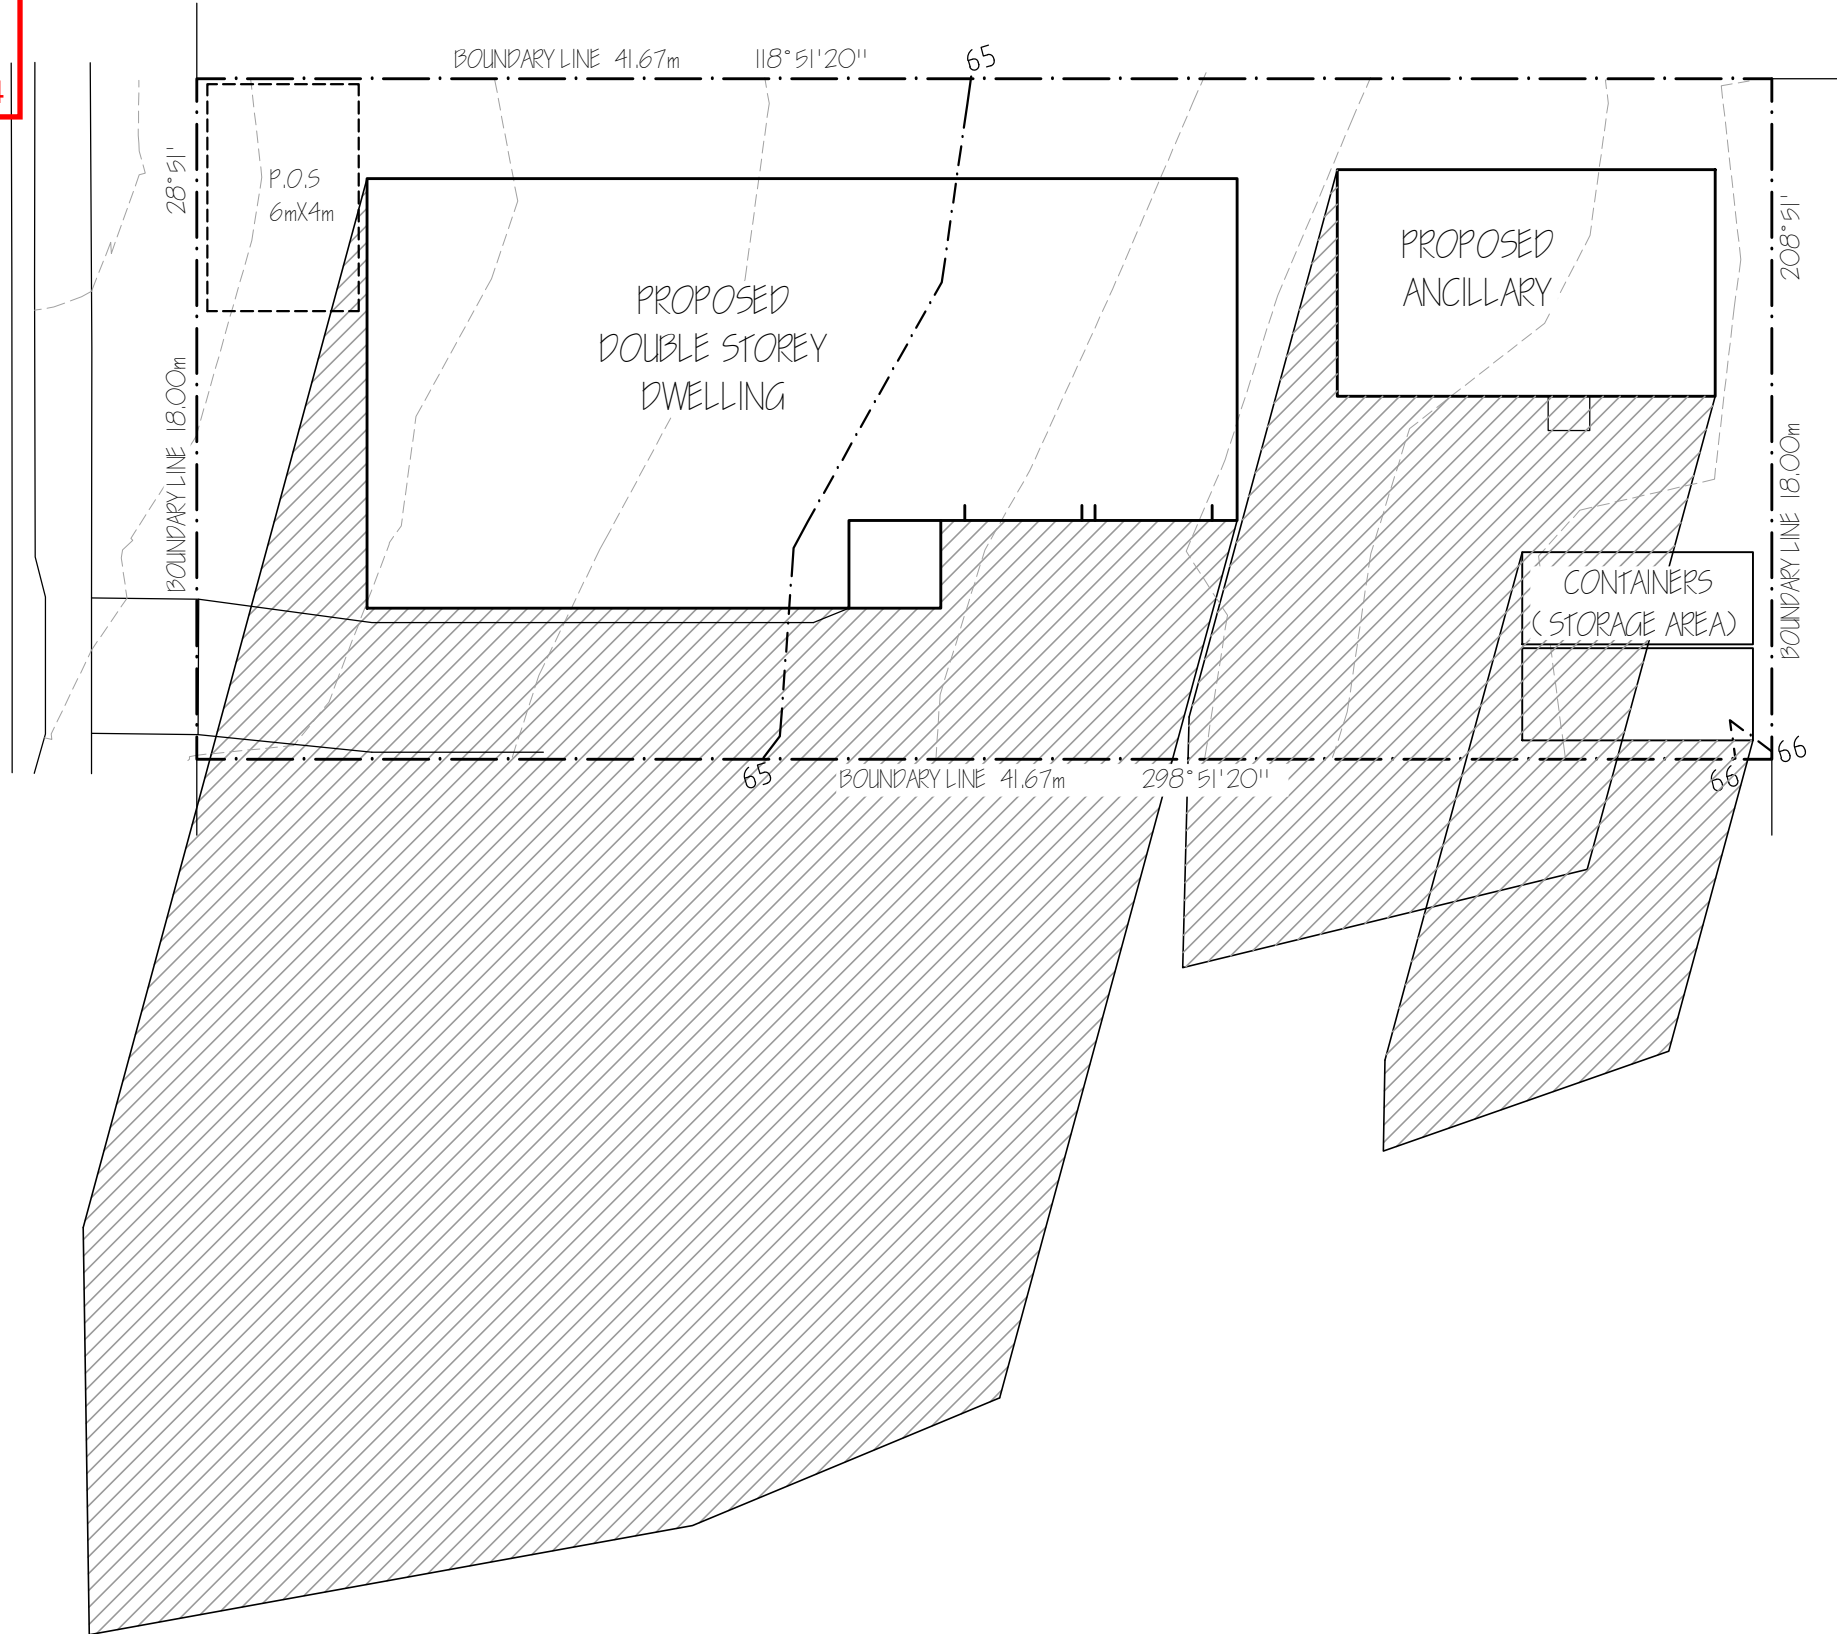 BOUNDARY LINE 41.67m 118°51'20"
65
28°51'
P.O.S
6mX4m
208°51'
PROPOSED
ANCILLARY
PROPOSED
DOUBLE STOREY
DWELLING
BOUNDARY LINE 18.00m
BOUNDARY LINE 18.00m
CONTAINERS
( STORAGE AREA)
66
66
65
BOUNDARY LINE 41.67m 298°51'20"